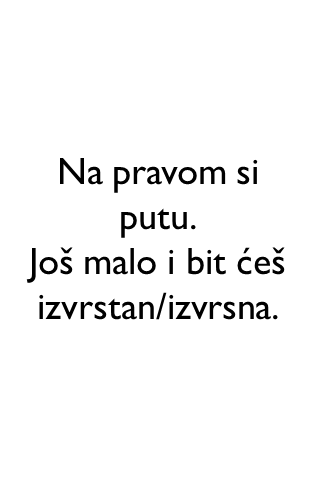 Na pravom si
putu.
Još malo i bit ćeš
izvrstan/izvrsna.